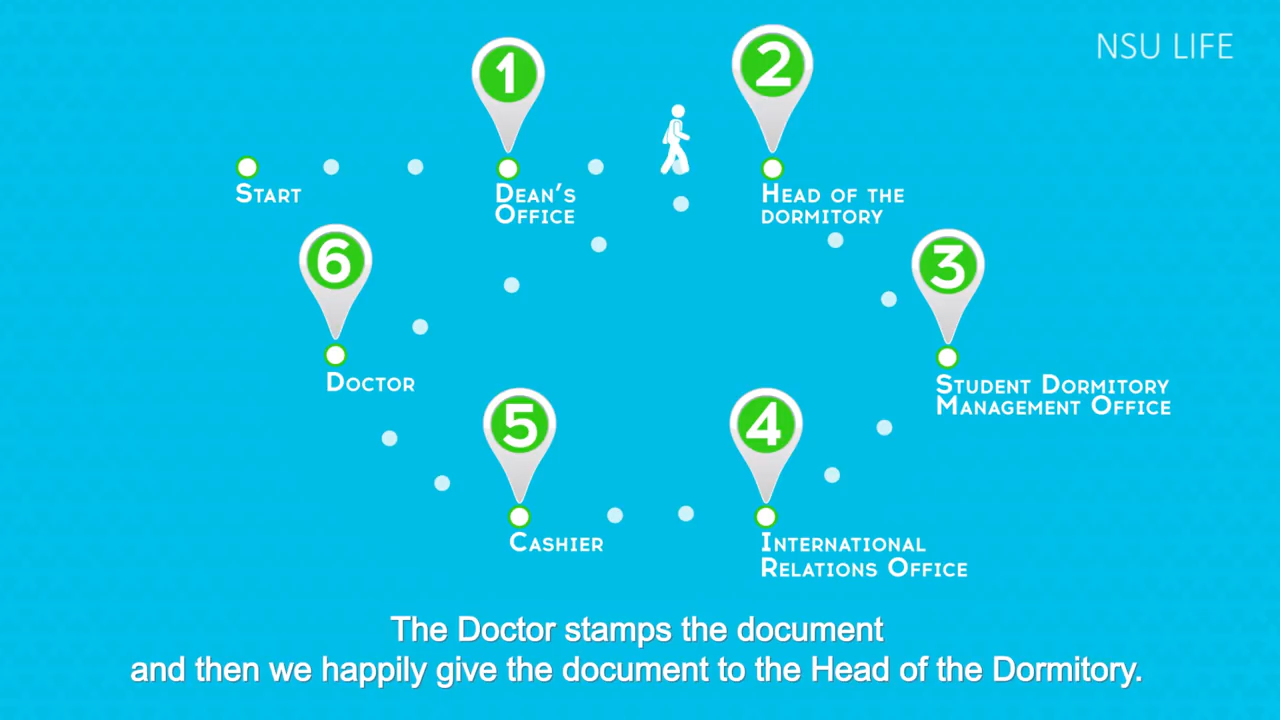 NSU LIFE
1
2
START
DEAN'S
OFFICE
HEAD OF THE
DORMITORY
6
3
DOCTOR
STUDENT DORMITORY
MANAGEMENT OFFICE
5
4
CASHIER
INTERNATIONAL
RELATIONS OFFICE
The Doctor stamps the document
and then we happily give the document to the Head of the Dormitory.